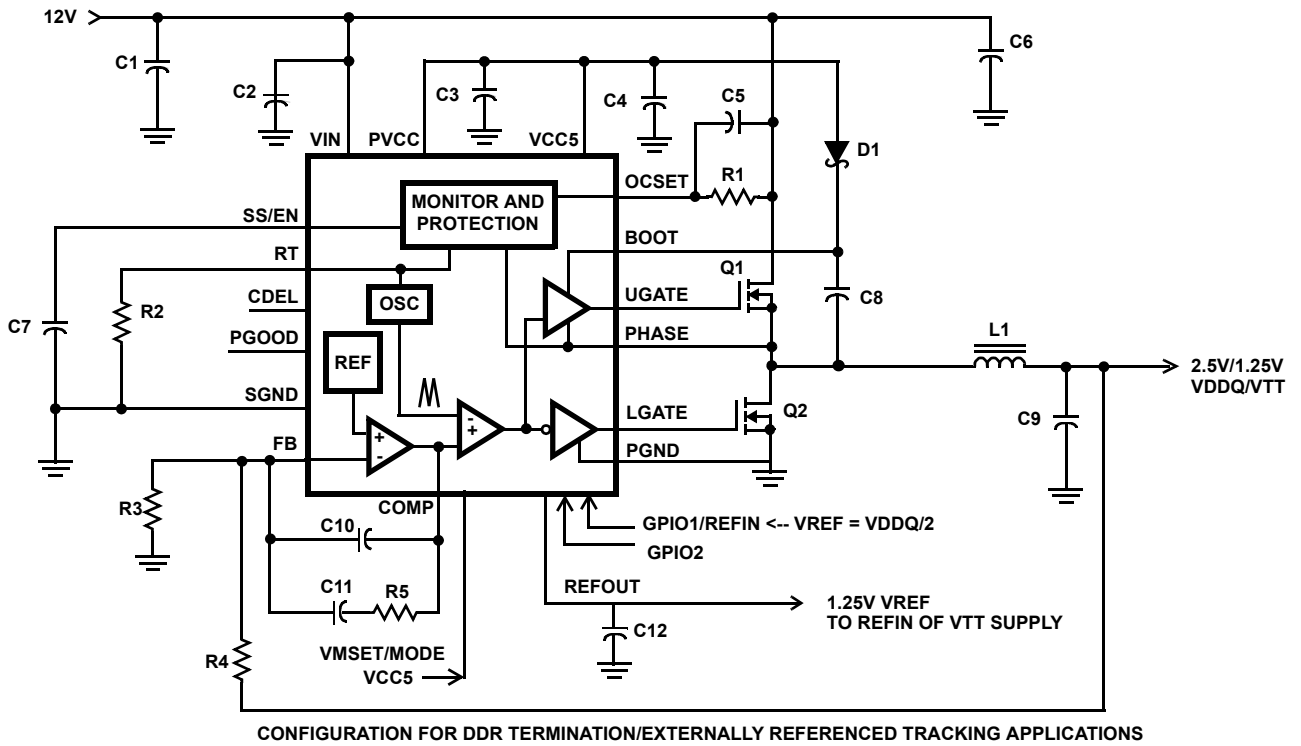 12V
C1
C2
C3
C4
C5
C6
VIN
PVCC
VCC5
D1
OCSET
R1
MONITOR AND
PROTECTION
SS/EN
RT
BOOT
Q1
OSC
UGATE
C8
CDEL
R2
C7
PGOOD
PHASE
L1
REF
2.5V/1.25V
VDDQ/VTT
SGND
LGATE
Q2
C9
+
-
-
+
FB
PGND
R3
COMP
C10
GPIO1/REFIN <-- VREF = VDDQ/2
GPIO2
C11
R5
REFOUT
1.25V VREF
TO REFIN OF VTT SUPPLY
C12
R4
VMSET/MODE
VCC5
CONFIGURATION FOR DDR TERMINATION/EXTERNALLY REFERENCED TRACKING APPLICATIONS